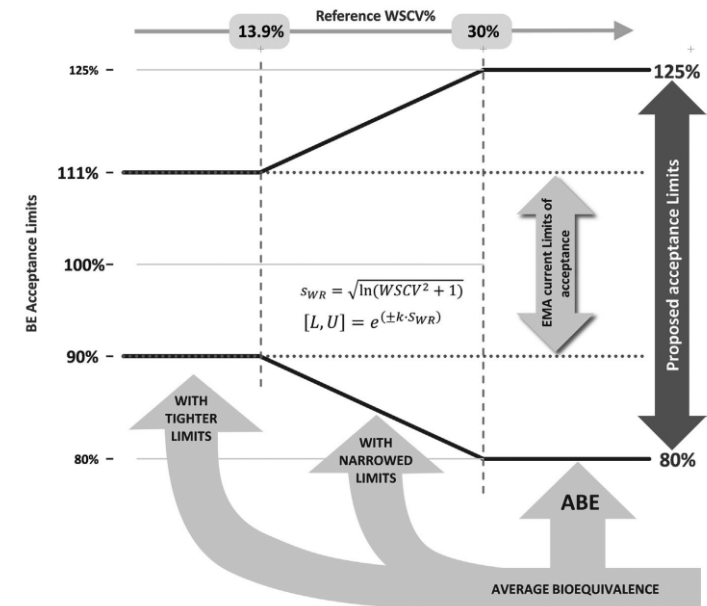 Reference WSCV%
13.9%
30%
125%
125%
111%
100%
90%
80%
80%
BE Acceptance Limits
s_WR = √ln(WSCV² + 1)
[L, U] = e^(±k·s_WR)
EMA current Limits of
acceptance
Proposed acceptance Limits
WITH
TIGHTER
LIMITS
WITH
NARROWED
LIMITS
ABE
AVERAGE BIOEQUIVALENCE